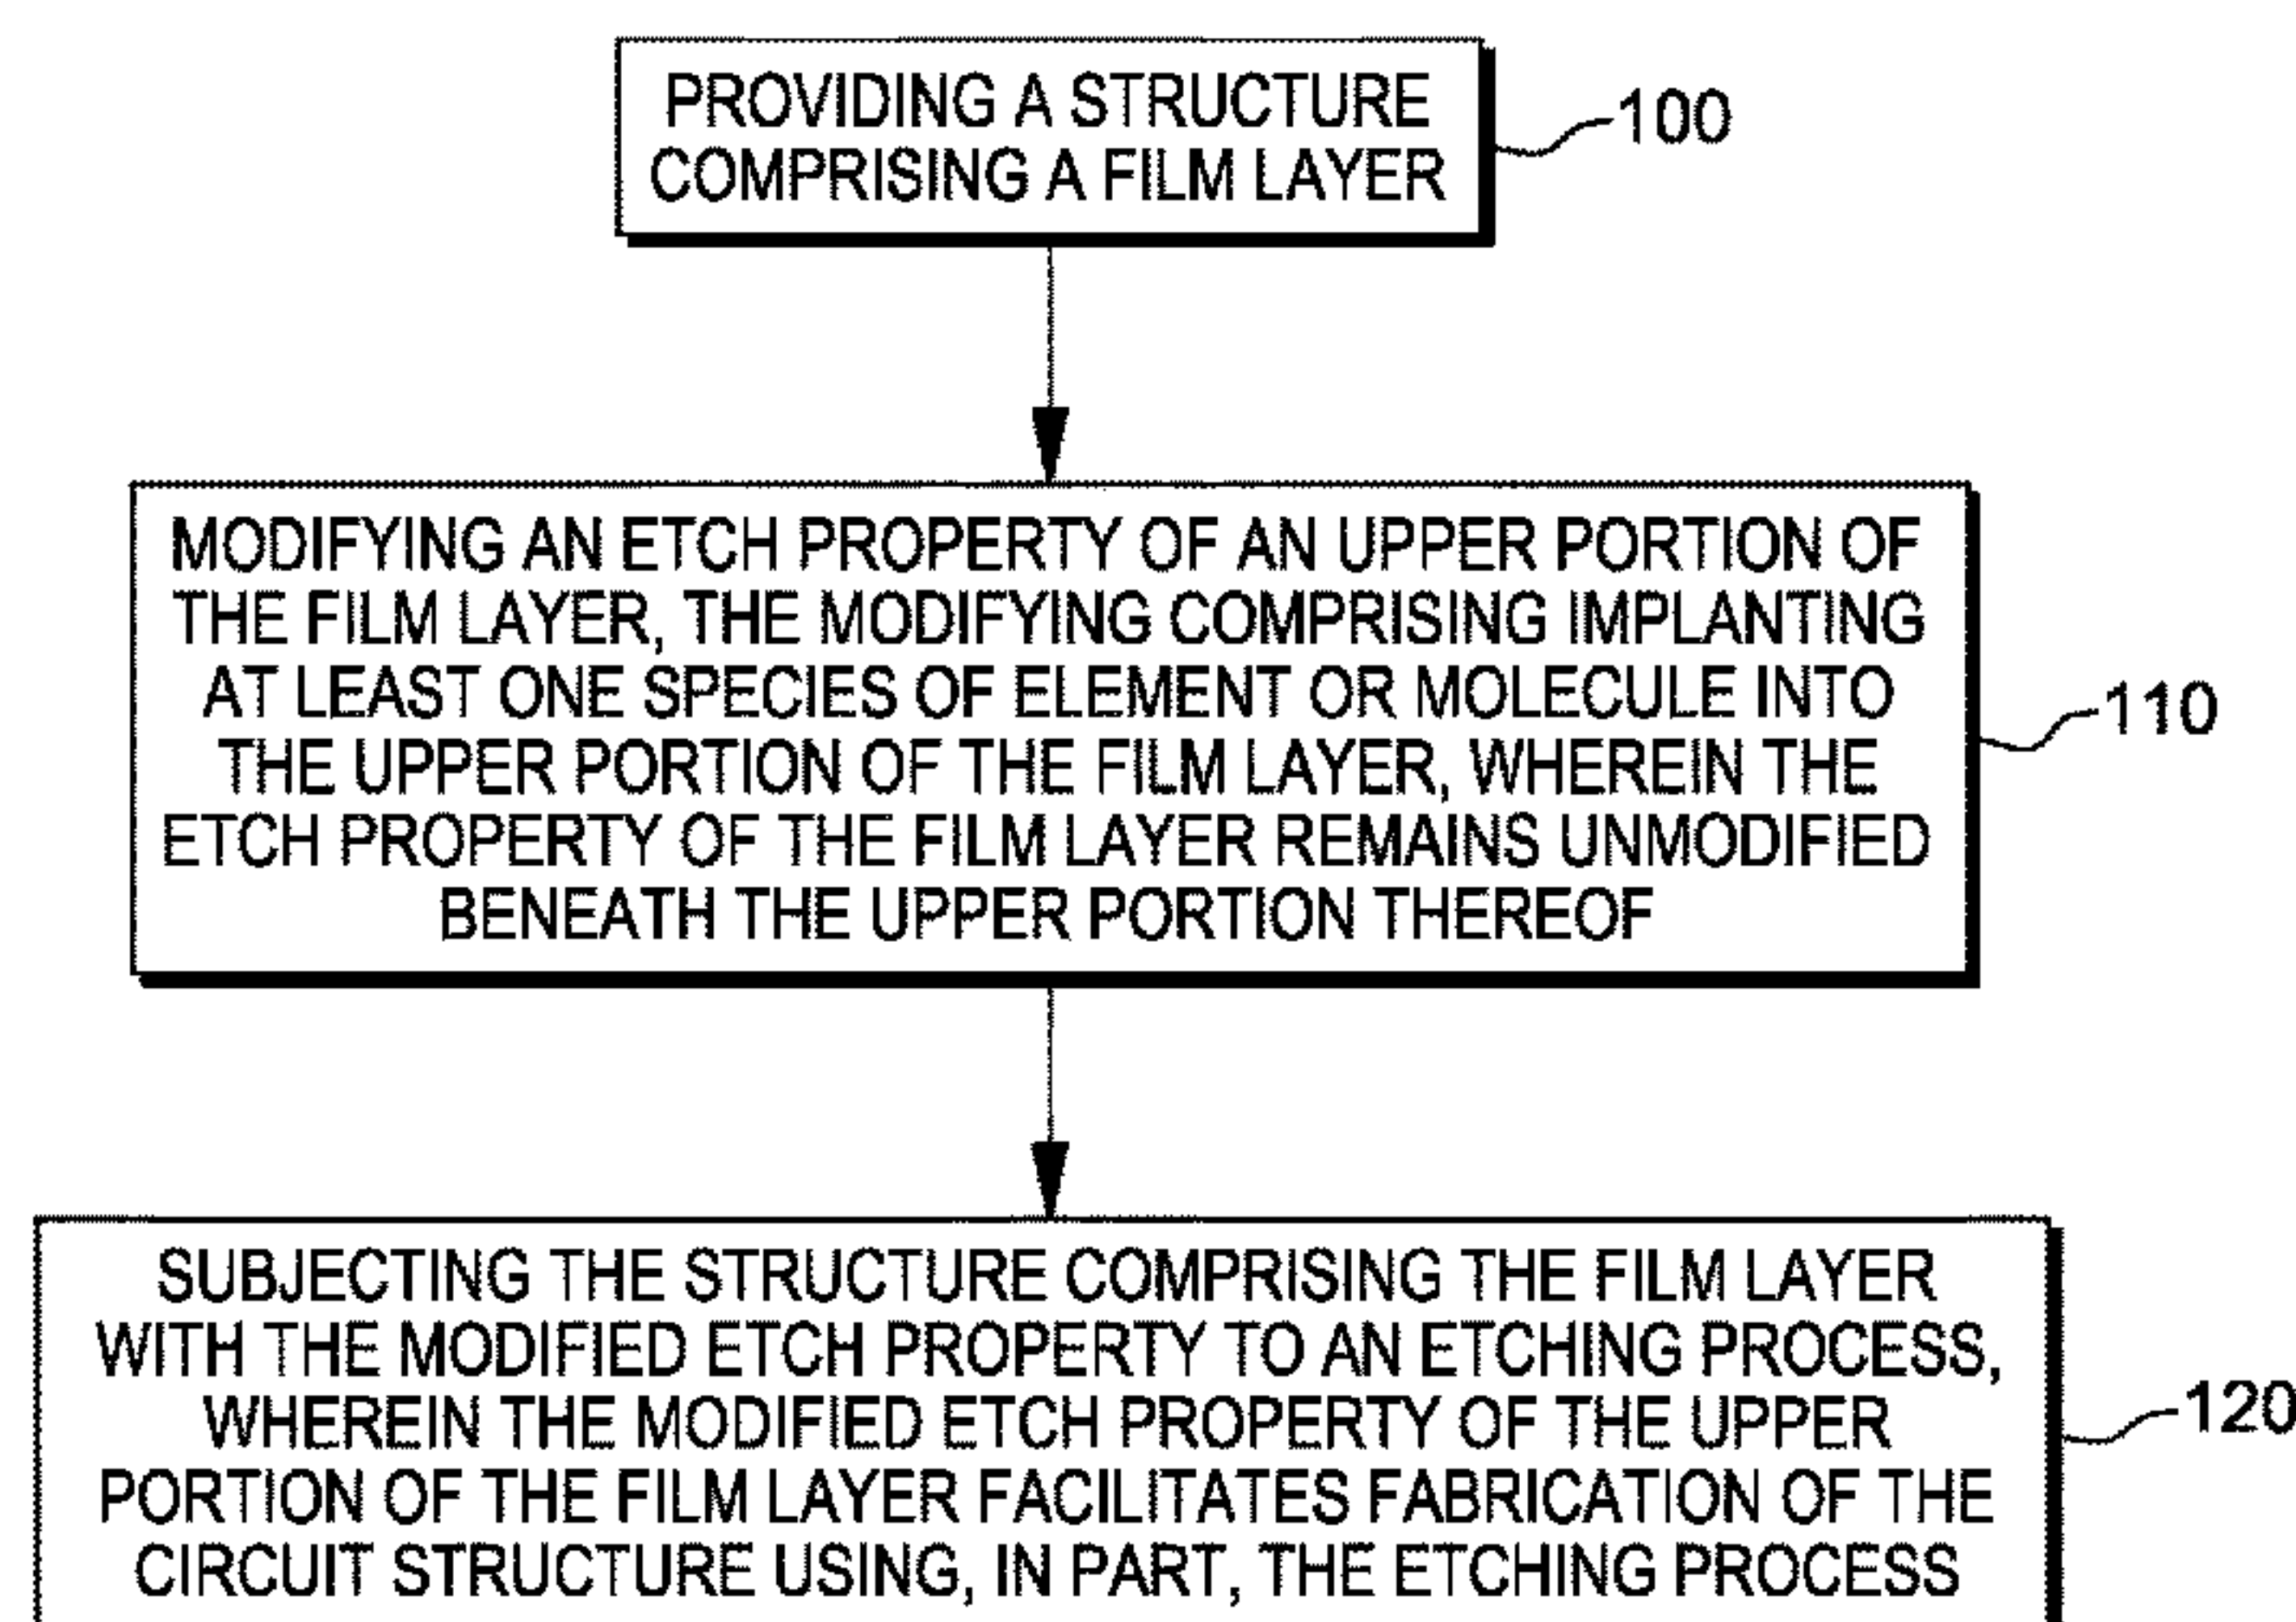 PROVIDING A STRUCTURE
COMPRISING A FILM LAYER
100
MODIFYING AN ETCH PROPERTY OF AN UPPER PORTION OF
THE FILM LAYER, THE MODIFYING COMPRISING IMPLANTING
AT LEAST ONE SPECIES OF ELEMENT OR MOLECULE INTO
THE UPPER PORTION OF THE FILM LAYER, WHEREIN THE
ETCH PROPERTY OF THE FILM LAYER REMAINS UNMODIFIED
BENEATH THE UPPER PORTION THEREOF
110
SUBJECTING THE STRUCTURE COMPRISING THE FILM LAYER
WITH THE MODIFIED ETCH PROPERTY TO AN ETCHING PROCESS,
WHEREIN THE MODIFIED ETCH PROPERTY OF THE UPPER
PORTION OF THE FILM LAYER FACILITATES FABRICATION OF THE
CIRCUIT STRUCTURE USING, IN PART, THE ETCHING PROCESS
120